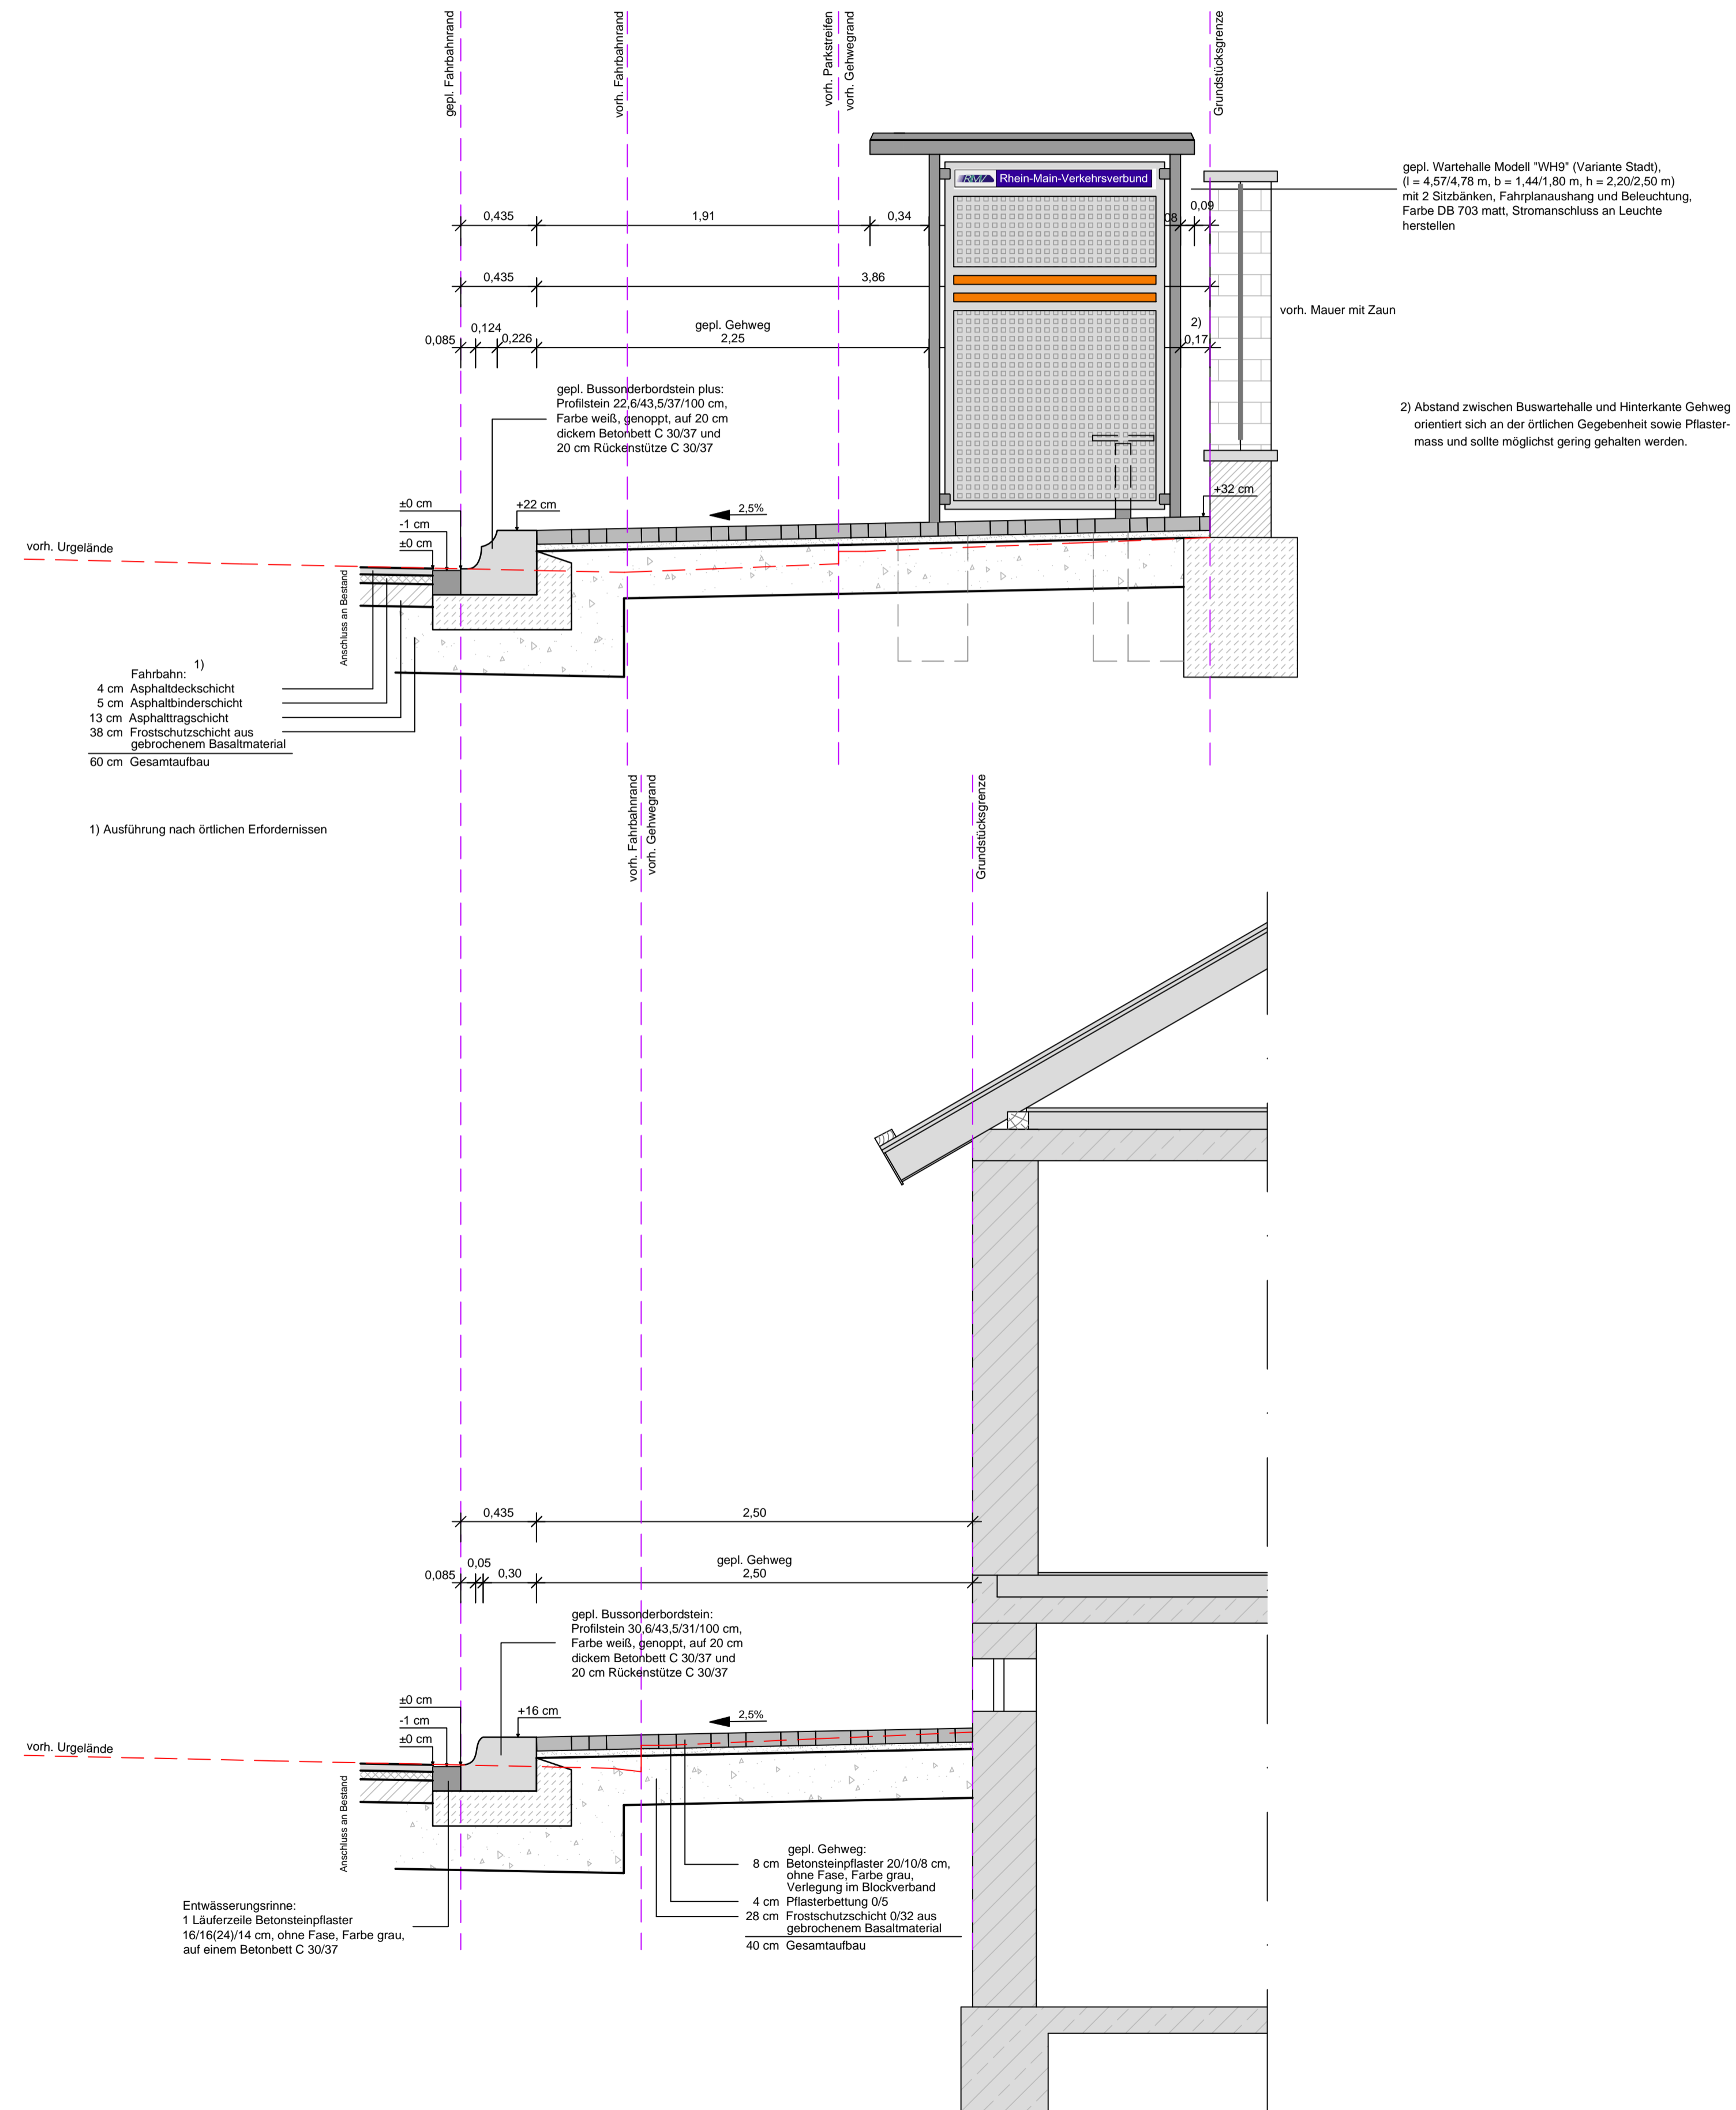 gepl. Fahrbahnrand
vorh. Fahrbahnrand
vorh. Parkstreifen
vorh. Gehwegrand
Grundstücksgrenze
RMV Rhein-Main-Verkehrsverbund
gepl. Wartehalle Modell "WH9" (Variante Stadt),
(l = 4,57/4,78 m, b = 1,44/1,80 m, h = 2,20/2,50 m)
mit 2 Sitzbänken, Fahrplanaushang und Beleuchtung,
Farbe DB 703 matt, Stromanschluss an Leuchte
herstellen
0,435
1,91
0,34
08
0,09
0,435
3,86
vorh. Mauer mit Zaun
0,085
0,124
0,226
gepl. Gehweg
2,25
2)
0,17
gepl. Bussonderbordstein plus:
Profilstein 22,6/43,5/37/100 cm,
Farbe weiß, genoppt, auf 20 cm
dickem Betonbett C 30/37 und
20 cm Rückenstütze C 30/37
2) Abstand zwischen Buswartehalle und Hinterkante Gehweg
orientiert sich an der örtlichen Gegebenheit sowie Pflaster-
mass und sollte möglichst gering gehalten werden.
±0 cm
-1 cm
±0 cm
+22 cm
2,5%
+32 cm
vorh. Urgelände
Anschluss an Bestand
1)
Fahrbahn:
4 cm Asphaltdeckschicht
5 cm Asphaltbinderschicht
13 cm Asphalttragschicht
38 cm Frostschutzschicht aus
gebrochenem Basaltmaterial
60 cm Gesamtaufbau
1) Ausführung nach örtlichen Erfordernissen
vorh. Fahrbahnrand
vorh. Gehwegrand
Grundstücksgrenze
0,435
2,50
0,085
0,05
0,30
gepl. Gehweg
2,50
gepl. Bussonderbordstein:
Profilstein 30,6/43,5/31/100 cm,
Farbe weiß, genoppt, auf 20 cm
dickem Betonbett C 30/37 und
20 cm Rückenstütze C 30/37
±0 cm
-1 cm
±0 cm
+16 cm
2,5%
vorh. Urgelände
Anschluss an Bestand
gepl. Gehweg:
8 cm Betonsteinpflaster 20/10/8 cm,
ohne Fase, Farbe grau,
Verlegung im Blockverband
4 cm Pflasterbettung 0/5
28 cm Frostschutzschicht 0/32 aus
gebrochenem Basaltmaterial
40 cm Gesamtaufbau
Entwässerungsrinne:
1 Läuferzeile Betonsteinpflaster
16/16(24)/14 cm, ohne Fase, Farbe grau,
auf einem Betonbett C 30/37